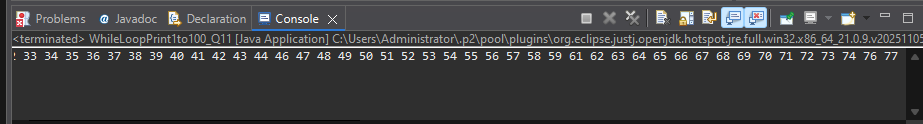 Problems Javadoc Declaration Console
<terminated> WhileLoopPrint1to100_Q11 [Java Application] C:\Users\Administrator\.p2\pool\plugins\org.eclipse.justj.openjdk.hotspot.jre.full.win32.x86_64_21.0.9.v20251105
33 34 35 36 37 38 39 40 41 42 43 44 45 46 47 48 49 50 51 52 53 54 55 56 57 58 59 60 61 62 63 64 65 66 67 68 69 70 71 72 73 74 75 76 77